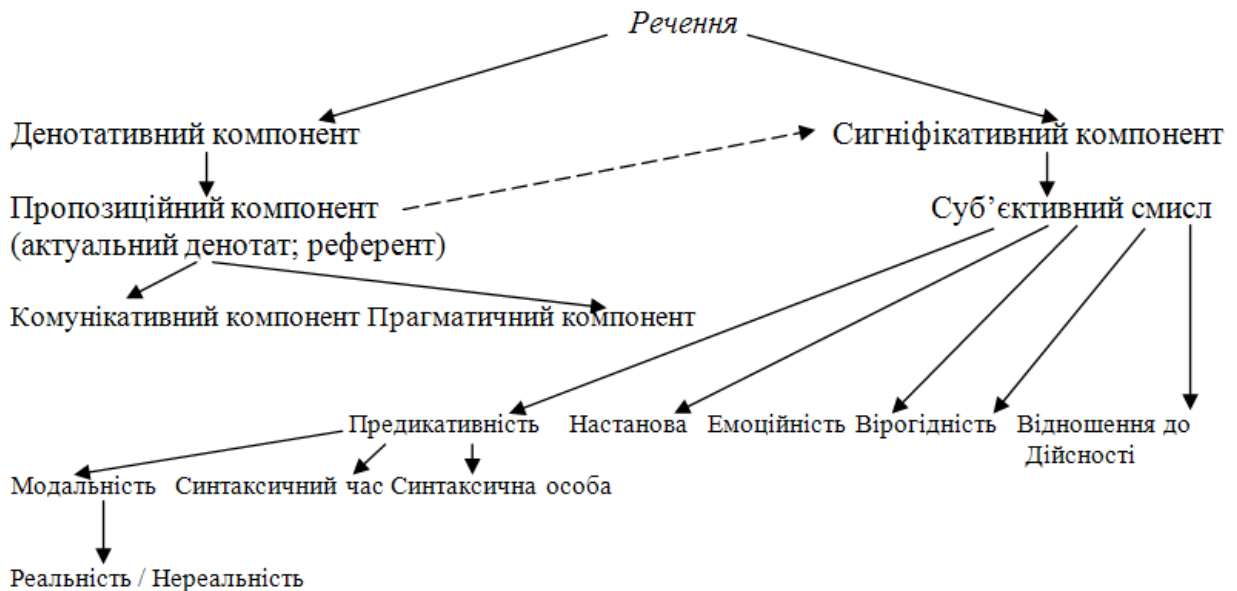 Речення
Денотативний компонент Сигніфікативний компонент
Пропозиційний компонент Суб’єктивний смисл
(актуальний денотат; референт)
Комунікативний компонент Прагматичний компонент
Предикативність Настанова Емоційність Вірогідність Відношення до
Дійсності
Модальність Синтаксичний час Синтаксична особа
Реальність / Нереальність